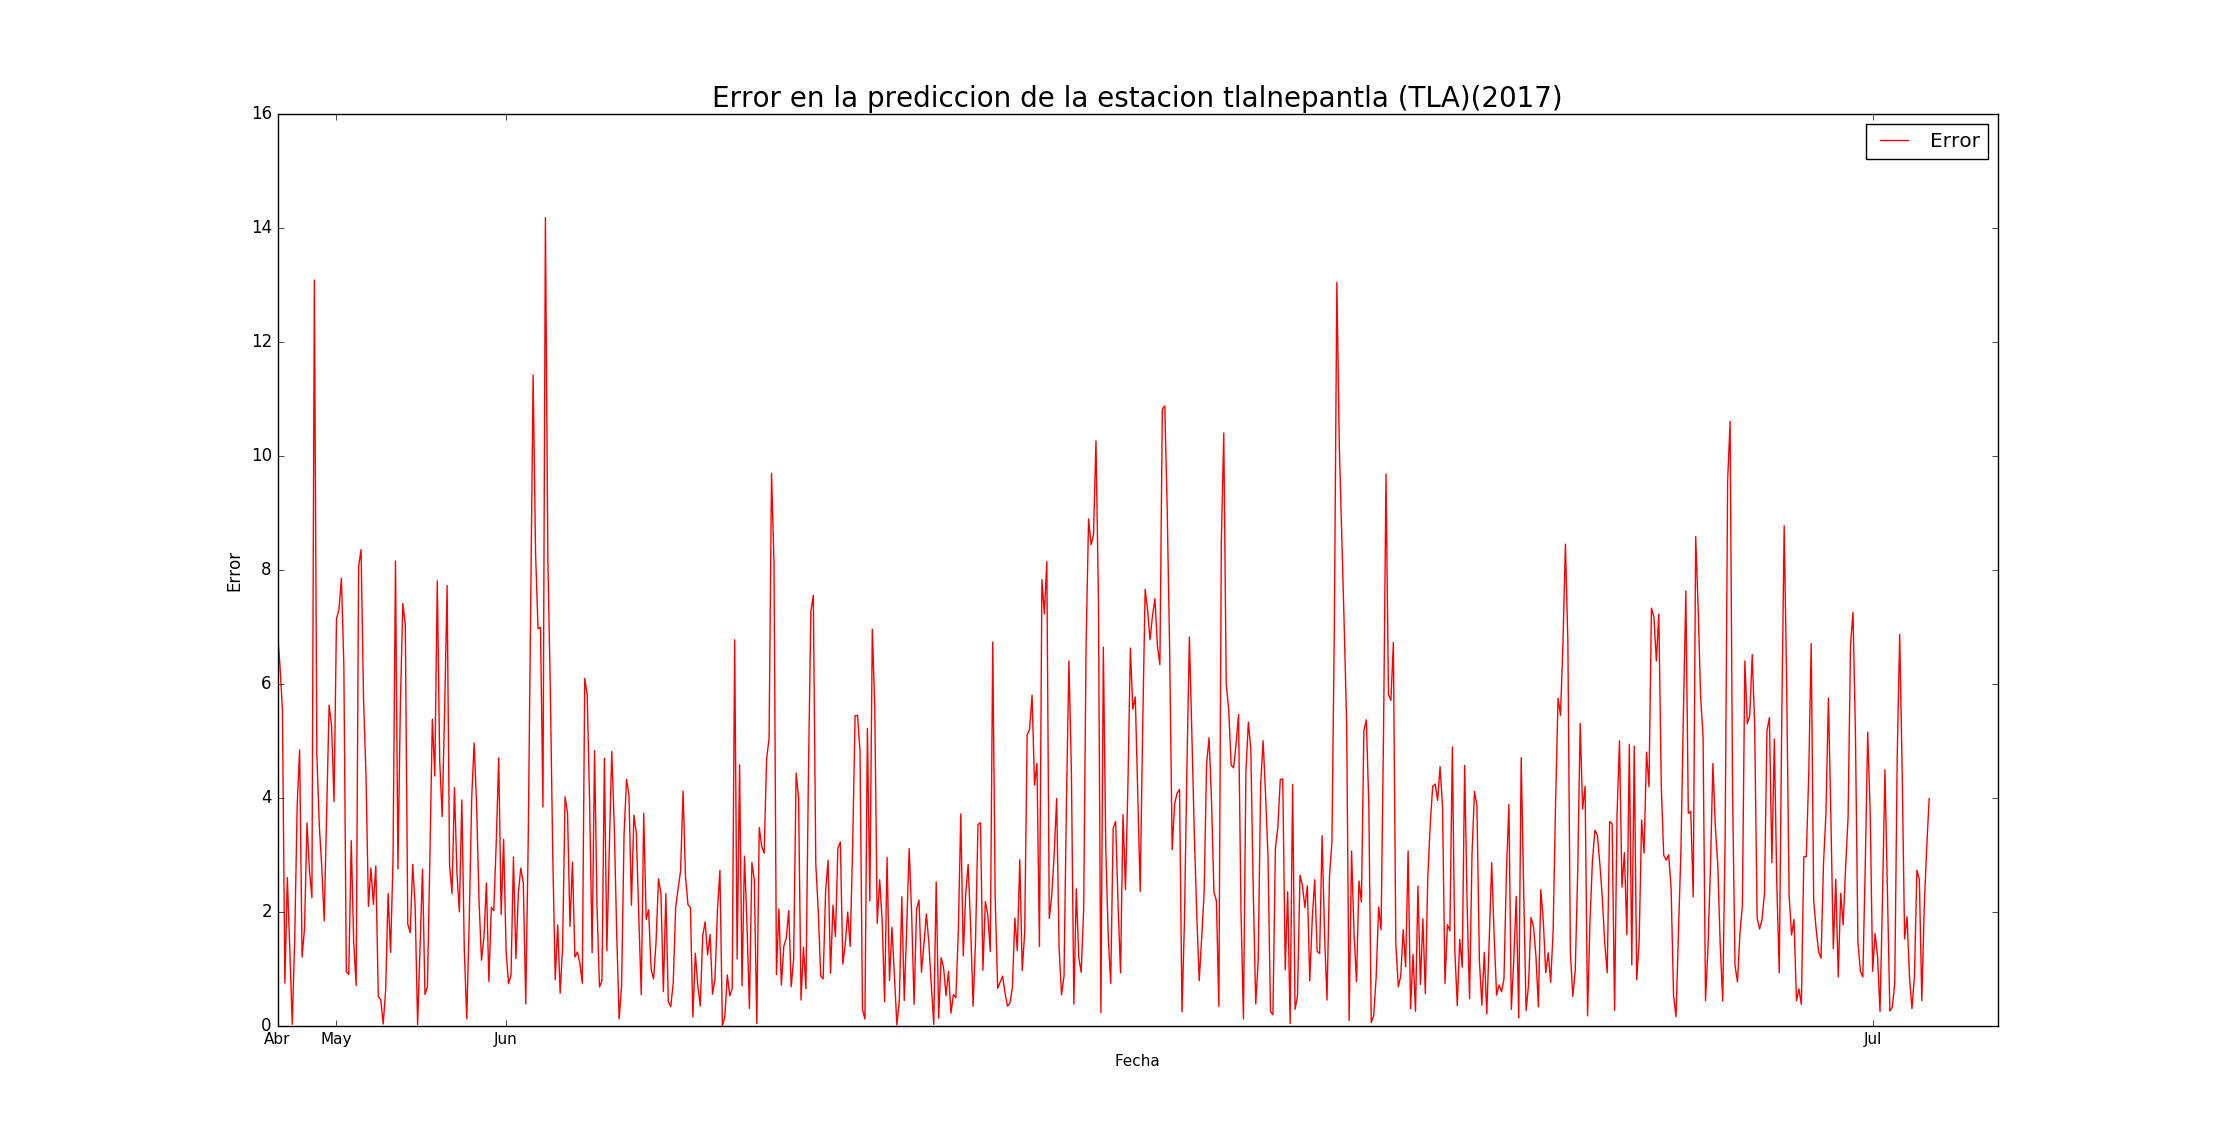 Error en la prediccion de la estacion tlalnepantla (TLA)(2017)
Error
16
14
12
10
8
6
4
2
0
Error
Abr May Jun Jul
Fecha